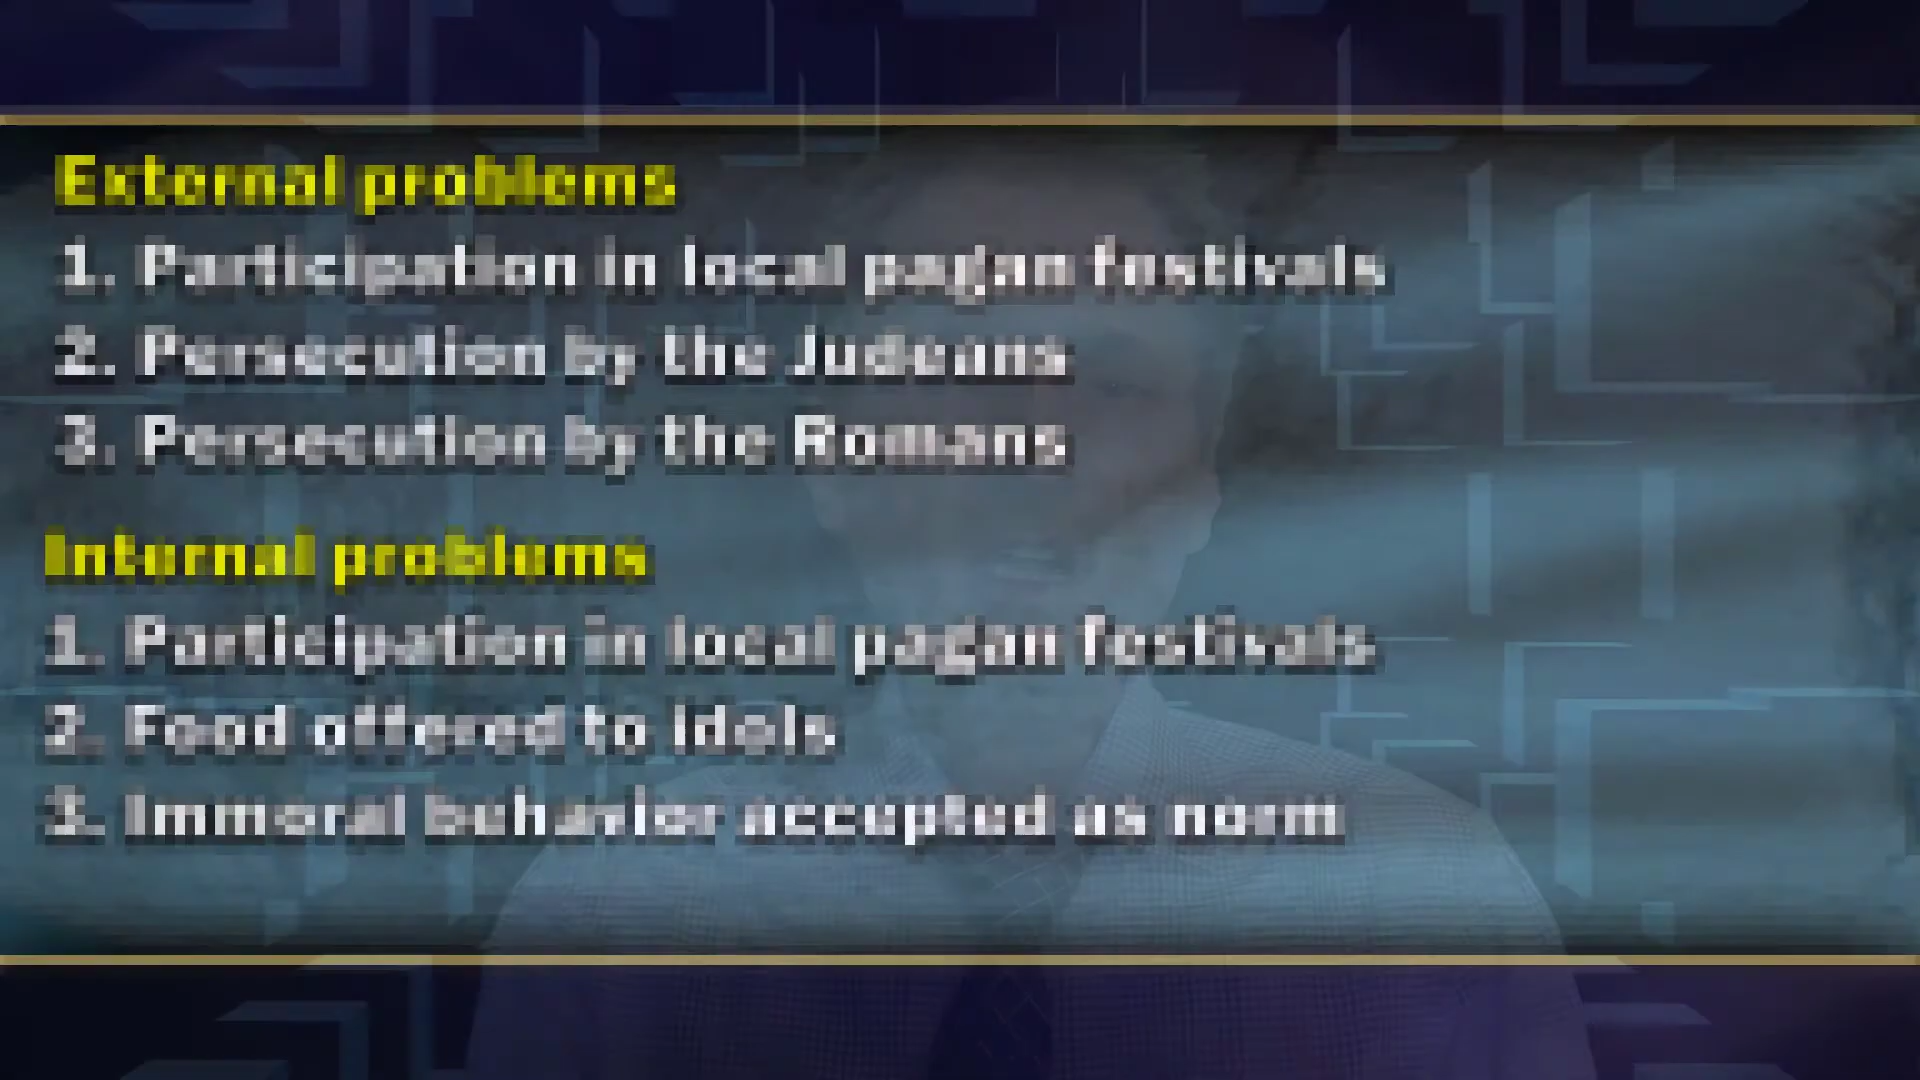 External problems
1. Participation in local pagan festivals
2. Persecution by the Judeans
3. Persecution by the Romans
Internal problems
1. Participation in local pagan festivals
2. Food offered to idols
3. Immoral behavior accepted as norm